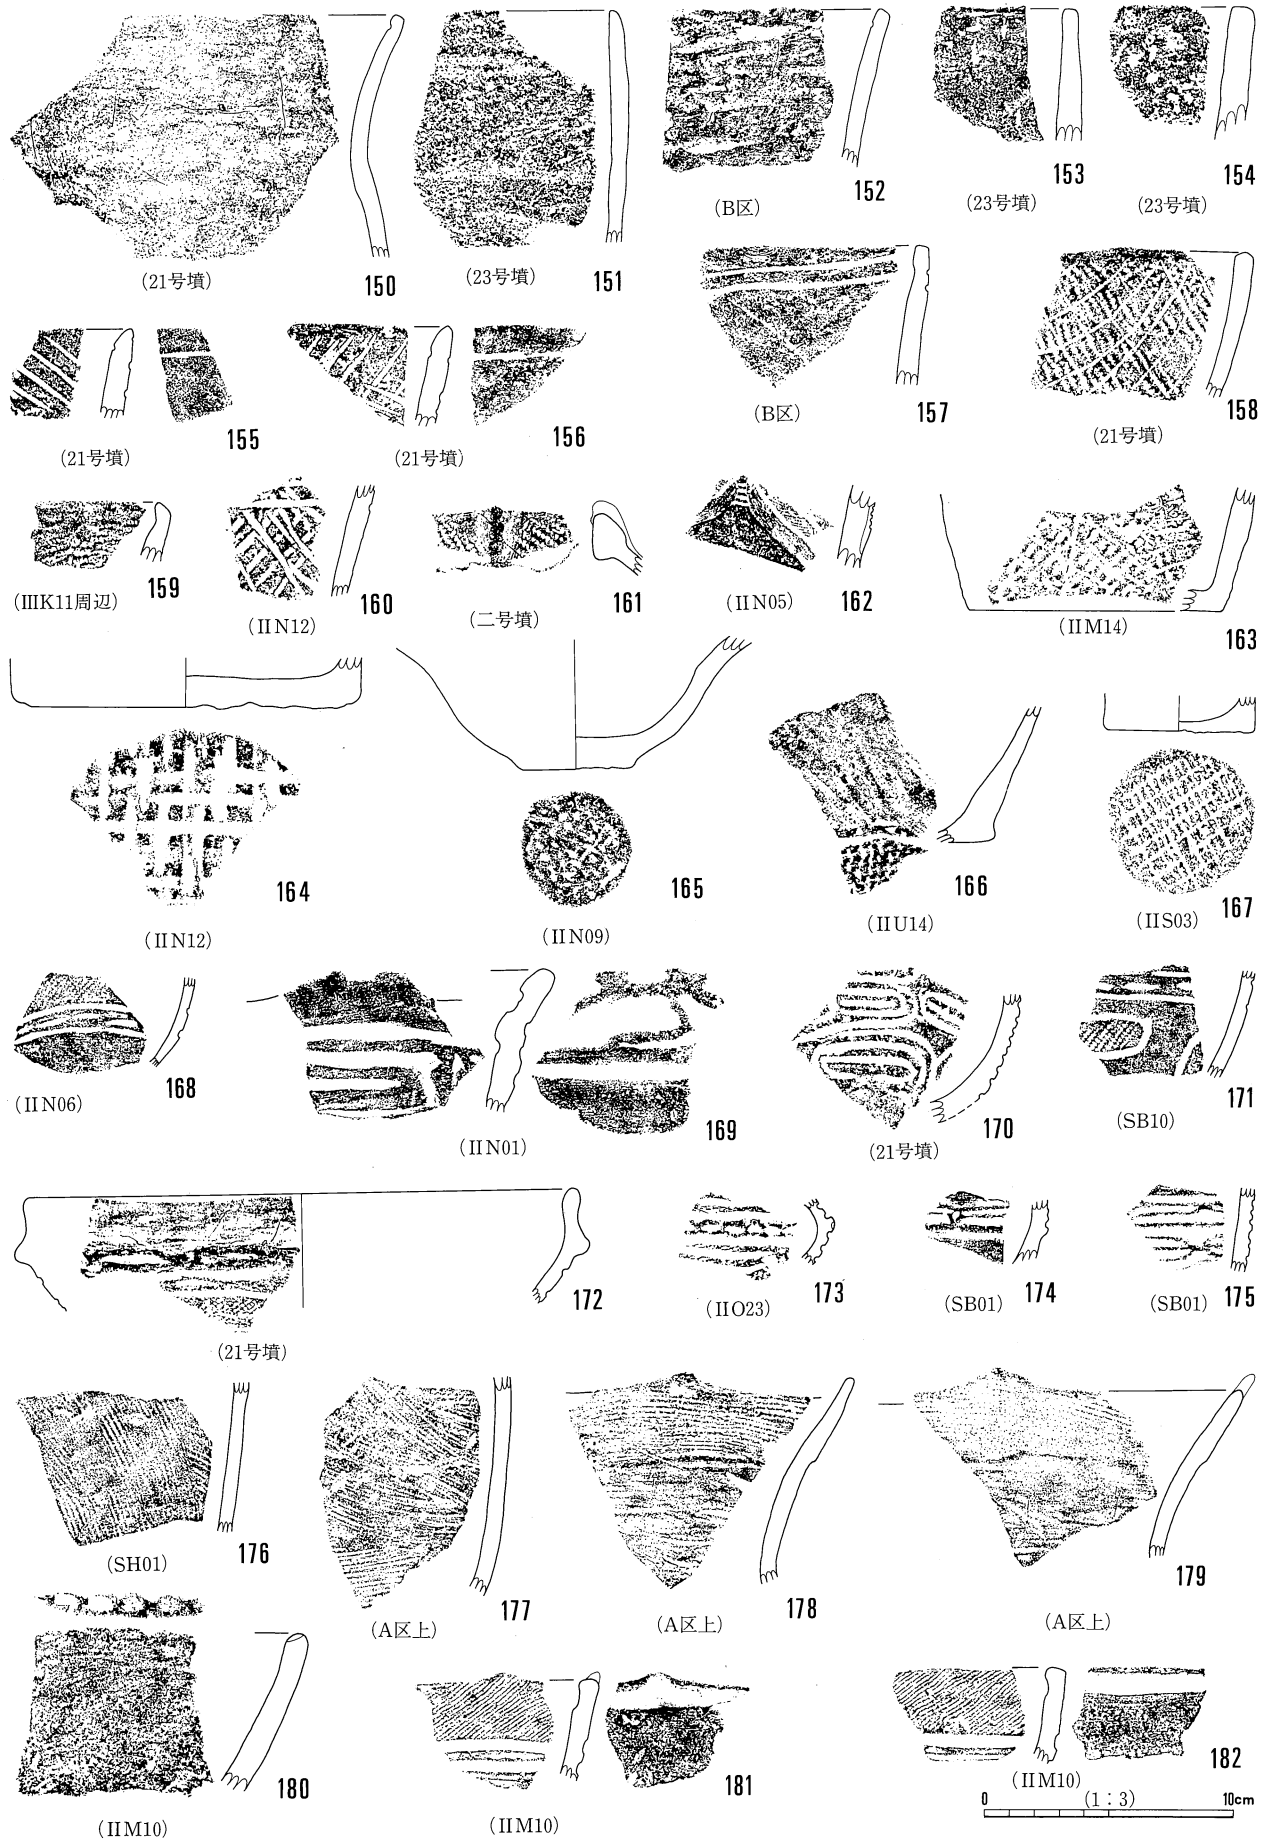 150
(21号墳)
151
(23号墳)
152
(B区)
153
(23号墳)
154
(23号墳)
155
(21号墳)
156
(21号墳)
157
(B区)
158
(21号墳)
159
(ⅢK11周辺)
160
(ⅡN12)
161
(二号墳)
162
(ⅡN05)
163
(ⅡM14)
164
(ⅡN12)
165
(ⅡN09)
166
(ⅡU14)
167
(ⅡS03)
168
(ⅡN06)
169
(ⅡN01)
170
(21号墳)
171
(SB10)
172
(21号墳)
173
(ⅡO23)
174
(SB01)
175
(SB01)
176
(SH01)
177
(A区上)
178
(A区上)
179
(A区上)
180
(ⅡM10)
181
(ⅡM10)
182
(ⅡM10)
0 (1:3) 10cm